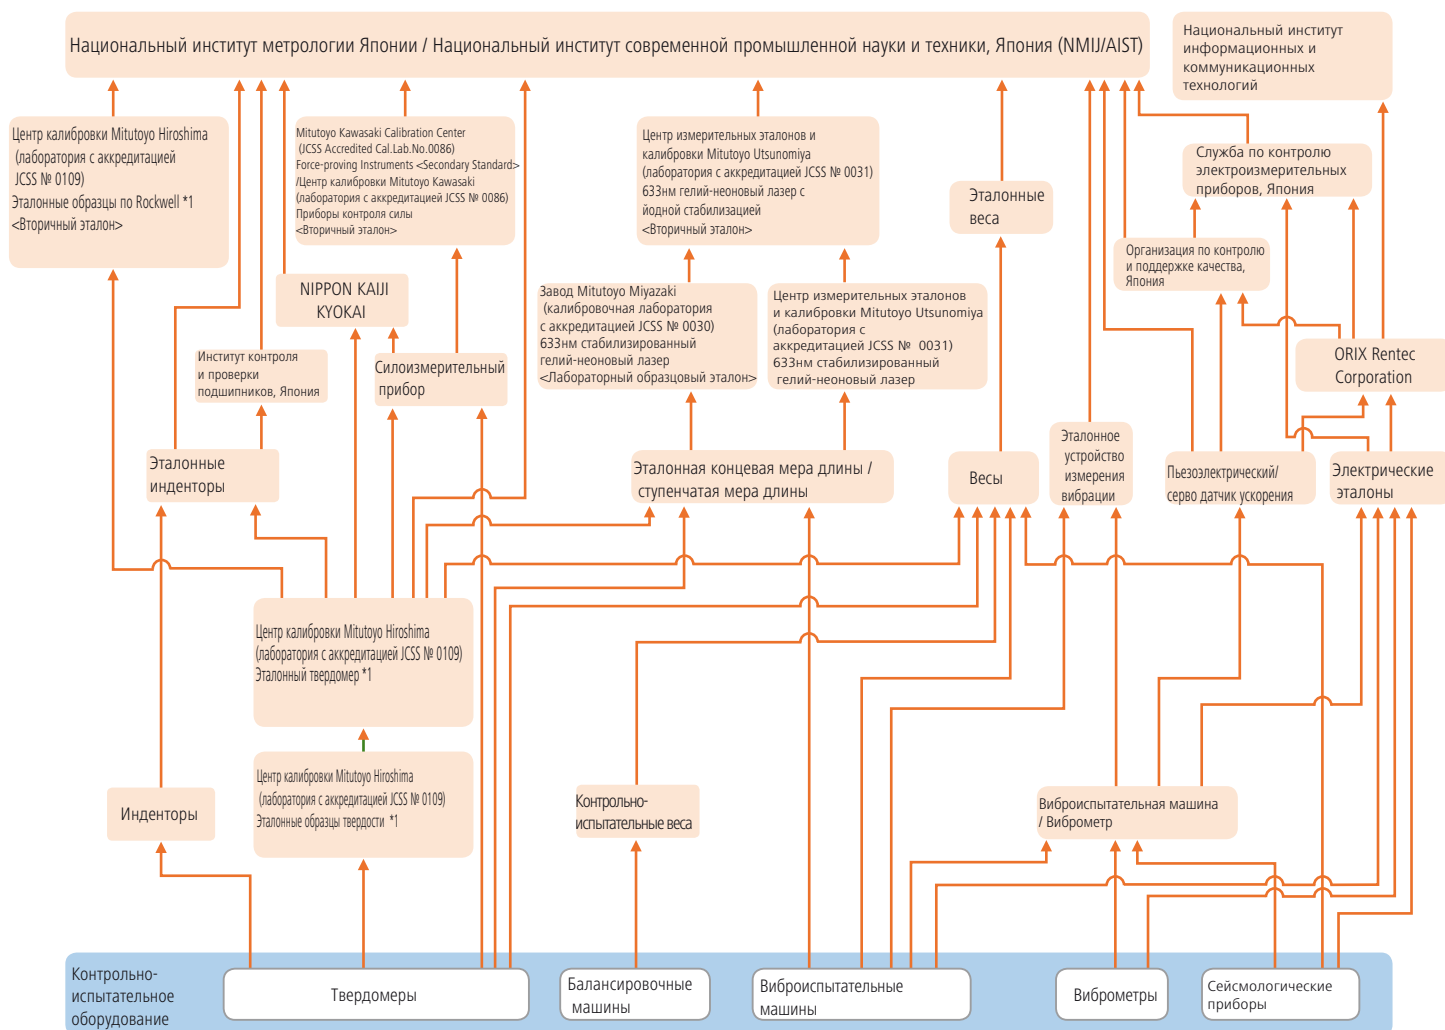 Национальный институт метрологии Японии / Национальный институт современной промышленной науки и техники, Япония (NMIJ/AIST)
Национальный институт
информационных и
коммуникационных
технологий
Центр калибровки Mitutoyo Hiroshima
(лаборатория с аккредитацией
JCSS № 0109)
Эталонные образцы по Rockwell *1
<Вторичный эталон>
Mitutoyo Kawasaki Calibration Center
(JCSS Accredited Cal.Lab.No.0086)
Force-proving Instruments <Secondary Standard>
/Центр калибровки Mitutoyo Kawasaki
(лаборатория с аккредитацией JCSS № 0086)
Приборы контроля силы
<Вторичный эталон>
Центр измерительных эталонов и
калибровки Mitutoyo Utsunomiya
(лаборатория с аккредитацией JCSS № 0031)
633нм гелий-неоновый лазер с
йодной стабилизацией
<Вторичный эталон>
Эталонные
веса
Служба по контролю
электроизмерительных
приборов, Япония
Организация по контролю
и поддержке качества,
Япония
NIPPON KAIJI
KYOKAI
Завод Mitutoyo Miyazaki
(калибровочная лаборатория
с аккредитацией JCSS № 0030)
633нм стабилизированный
гелий-неоновый лазер
<Лабораторный образцовый эталон>
Центр измерительных эталонов
и калибровки Mitutoyo Utsunomiya
(лаборатория с
аккредитацией JCSS № 0031)
633нм стабилизированный
гелий-неоновый лазер
ORIX Rentec
Corporation
Институт контроля
и проверки
подшипников, Япония
Силоизмерительный
прибор
Эталонные
инденторы
Эталонная концевая мера длины /
ступенчатая мера длины
Весы
Эталонное
устройство
измерения
вибрации
Пьезоэлектрический/
серво датчик ускорения
Электрические
эталоны
Центр калибровки Mitutoyo Hiroshima
(лаборатория с аккредитацией JCSS № 0109)
Эталонный твердомер *1
Центр калибровки Mitutoyo Hiroshima
(лаборатория с аккредитацией JCSS № 0109)
Эталонные образцы твердости *1
Инденторы
Контрольно-
испытательные веса
Виброиспытательная машина
/ Виброметр
Контрольно-
испытательное
оборудование
Твердомеры
Балансировочные
машины
Виброиспытательные
машины
Виброметры
Сейсмологические
приборы